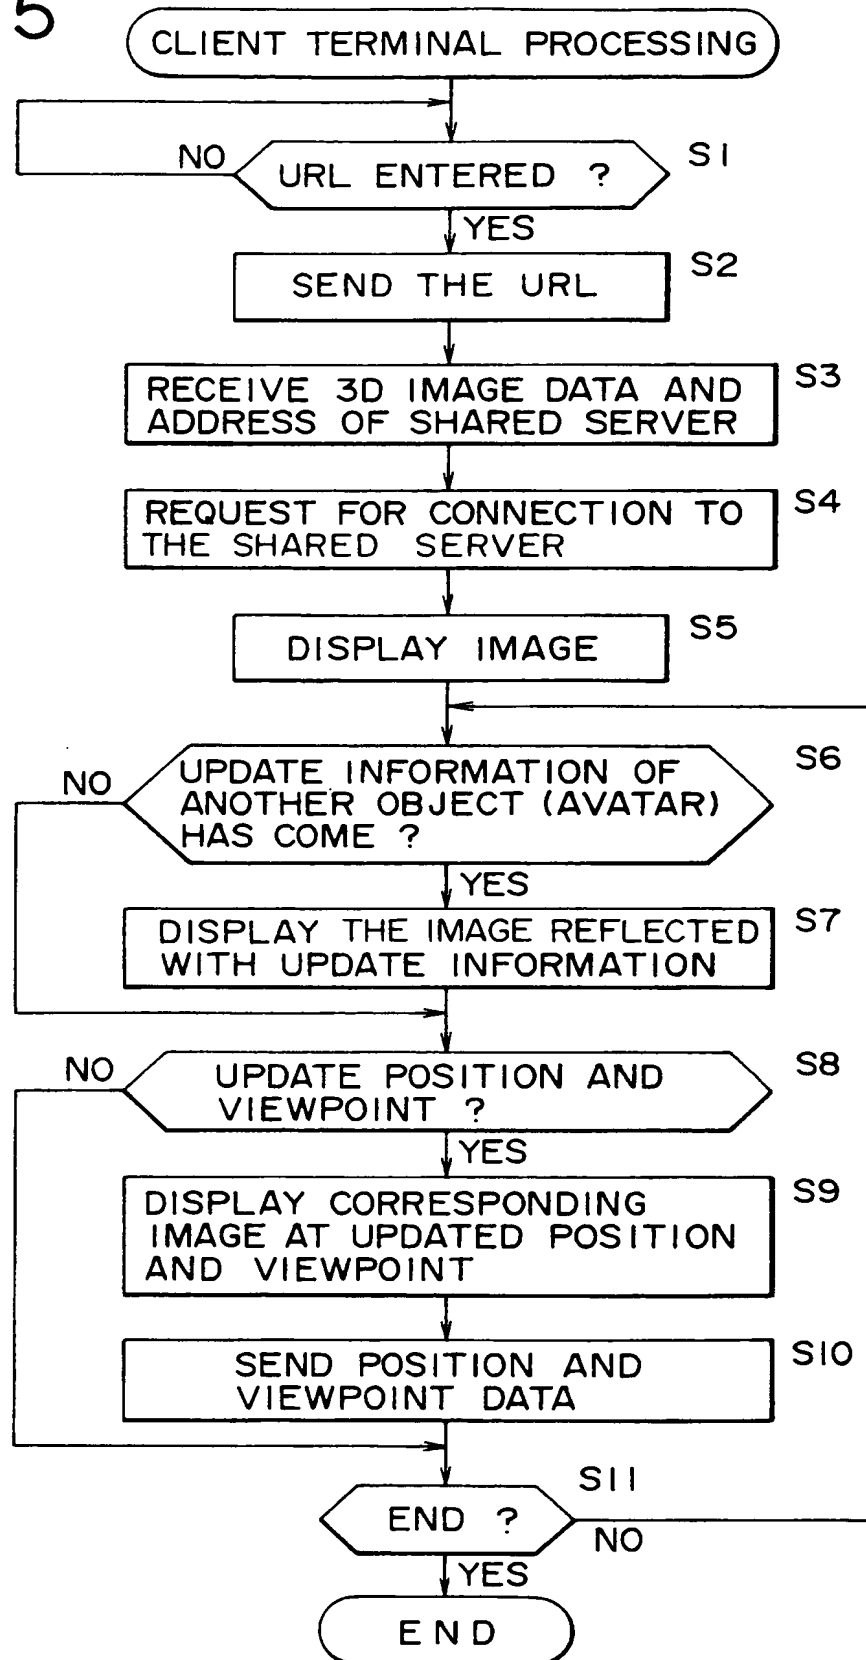 5
CLIENT TERMINAL PROCESSING
NO
URL ENTERED ?
S1
YES
S2
SEND THE URL
S3
RECEIVE 3D IMAGE DATA AND
ADDRESS OF SHARED SERVER
S4
REQUEST FOR CONNECTION TO
THE SHARED SERVER
S5
DISPLAY IMAGE
S6
NO
UPDATE INFORMATION OF
ANOTHER OBJECT (AVATAR)
HAS COME ?
YES
S7
DISPLAY THE IMAGE REFLECTED
WITH UPDATE INFORMATION
S8
NO
UPDATE POSITION AND
VIEWPOINT ?
YES
S9
DISPLAY CORRESPONDING
IMAGE AT UPDATED POSITION
AND VIEWPOINT
S10
SEND POSITION AND
VIEWPOINT DATA
S11
END ?
NO
YES
END